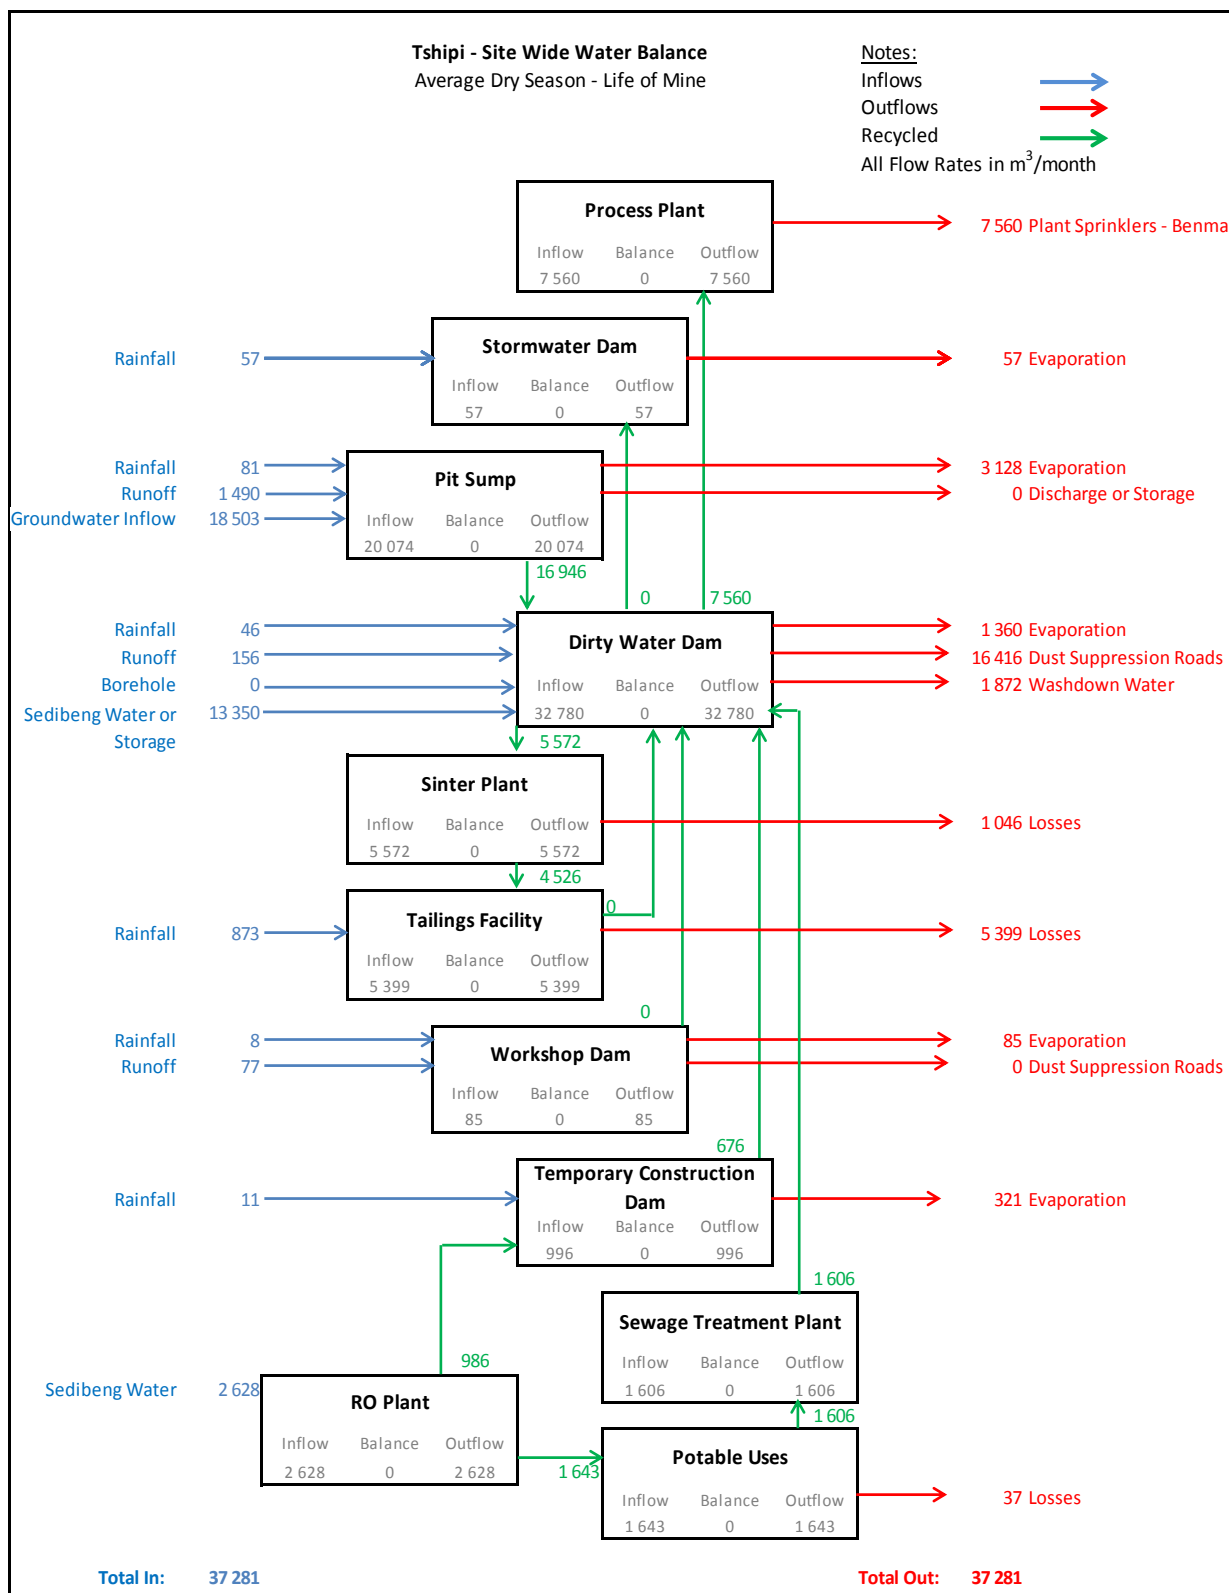 Tshipi - Site Wide Water Balance
Average Dry Season - Life of Mine
Notes:
Inflows
Outflows
Recycled
All Flow Rates in m³/month
Process Plant
Inflow Balance Outflow
7 560 0 7 560
7 560 Plant Sprinklers - Benma
Rainfall 57
Stormwater Dam
Inflow Balance Outflow
57 0 57
57 Evaporation
Rainfall 81
Runoff 1 490
Groundwater Inflow 18 503
Pit Sump
Inflow Balance Outflow
20 074 0 20 074
3 128 Evaporation
0 Discharge or Storage
16 946
0
7 560
Rainfall 46
Runoff 156
Borehole 0
Sedibeng Water or 13 350
Storage
Dirty Water Dam
Inflow Balance Outflow
32 780 0 32 780
1 360 Evaporation
16 416 Dust Suppression Roads
1 872 Washdown Water
5 572
Sinter Plant
Inflow Balance Outflow
5 572 0 5 572
1 046 Losses
4 526
0
Rainfall 873
Tailings Facility
Inflow Balance Outflow
5 399 0 5 399
5 399 Losses
0
Rainfall 8
Runoff 77
Workshop Dam
Inflow Balance Outflow
85 0 85
85 Evaporation
0 Dust Suppression Roads
676
Rainfall 11
Temporary Construction
Dam
Inflow Balance Outflow
996 0 996
321 Evaporation
1 606
Sewage Treatment Plant
Inflow Balance Outflow
1 606 0 1 606
986
Sedibeng Water 2 628
RO Plant
Inflow Balance Outflow
2 628 0 2 628
1 606
1 643
Potable Uses
Inflow Balance Outflow
1 643 0 1 643
37 Losses
Total In: 37 281
Total Out: 37 281